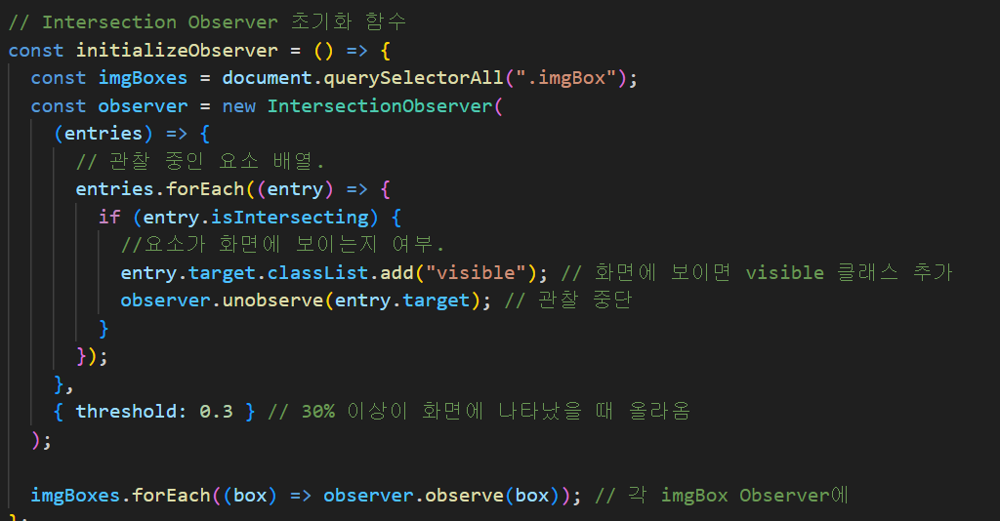 // Intersection Observer 초기화 함수
const initializeObserver = () => {
const imgBoxes = document.querySelectorAll(".imgBox");
const observer = new IntersectionObserver(
(entries) => {
// 관찰 중인 요소 배열.
entries.forEach((entry) => {
if (entry.isIntersecting) {
//요소가 화면에 보이는지 여부.
entry.target.classList.add("visible"); // 화면에 보이면 visible 클래스 추가
observer.unobserve(entry.target); // 관찰 중단
}
});
},
{ threshold: 0.3 } // 30% 이상이 화면에 나타났을 때 올라옴
);
imgBoxes.forEach((box) => observer.observe(box)); // 각 imgBox Observer에
};